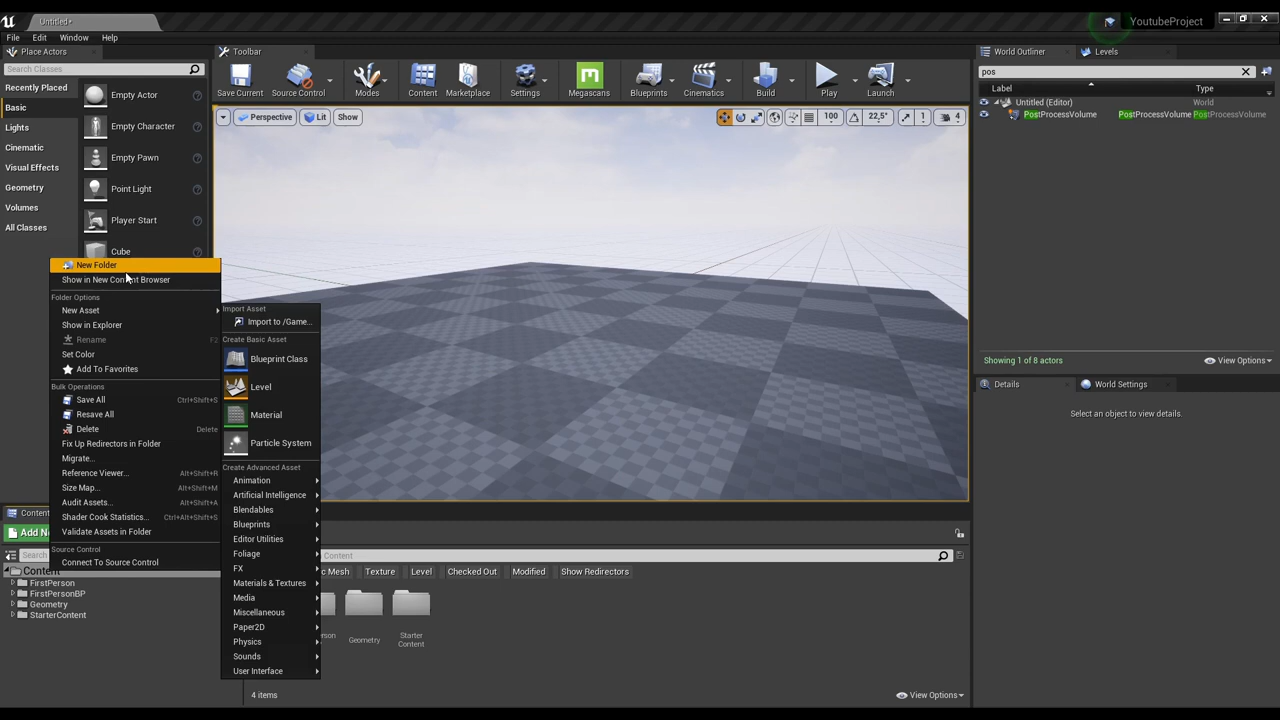 Untitled*
YoutubeProject
File Edit Window Help
Place Actors
Toolbar
World Outliner
Levels
Search Classes
pos
Recently Placed
Basic
Lights
Cinematic
Visual Effects
Geometry
Volumes
All Classes
Empty Actor
Empty Character
Empty Pawn
Point Light
Player Start
Cube
Save Current
Source Control
Modes
Content
Marketplace
Settings
Megascans
Blueprints
Cinematics
Build
Play
Launch
Perspective
Lit
Show
100
22,5°
1
4
Label
Type
Untitled (Editor) World
PostProcessVolume PostProcessVolume PostProcessVolume
Showing 1 of 8 actors
View Options
Details
World Settings
Select an object to view details.
New Folder
Folder Options
New Asset
Show in Explorer
Rename F2
Set Color
Add To Favorites
Bulk Operations
Save All Ctrl+Shift+S
Resave All
Delete Delete
Fix Up Redirectors in Folder
Migrate...
Reference Viewer... Alt+Shift+R
Size Map... Alt+Shift+M
Audit Assets... Alt+Shift+A
Shader Cook Statistics... Ctrl+Alt+Shift+S
Validate Assets in Folder
Source Control
Connect To Source Control
Import Asset
Import to /Game...
Create Basic Asset
Blueprint Class
Level
Material
Particle System
Create Advanced Asset
Animation
Artificial Intelligence
Blendables
Blueprints
Editor Utilities
Foliage
FX
Materials & Textures
Media
Miscellaneous
Paper2D
Physics
Sounds
User Interface
Content
Add Ne
Search
Content
FirstPerson
FirstPersonBP
Geometry
StarterContent
Content
c Mesh
Texture
Level
Checked Out
Modified
Show Redirectors
rson
Geometry
Starter
Content
4 items
View Options